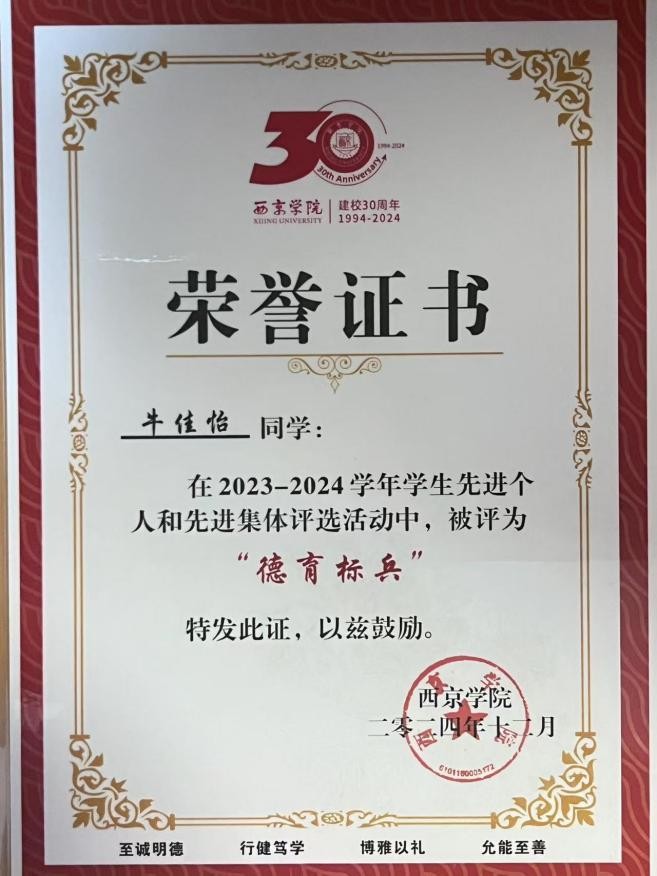 30
1994-2024
30th Anniversary
西京学院
XIJING UNIVERSITY
建校30周年
1994-2024
荣誉证书
牛佳怡 同学：
在2023-2024学年学生先进个
人和先进集体评选活动中，被评为
“德育标兵”
特发此证，以兹鼓励。
西京学院
二零二四年十二月
西京学院
6101160005172
至诚明德 行健笃学 博雅以礼 允能至善